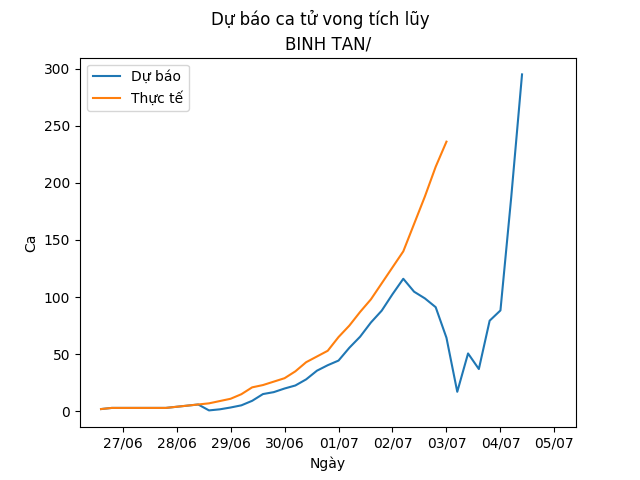 Dự báo ca tử vong tích lũy
BINH TAN/
Dự báo
Thực tế
300
250
200
150
100
50
0
Ca
27/06 28/06 29/06 30/06 01/07 02/07 03/07 04/07 05/07
Ngày